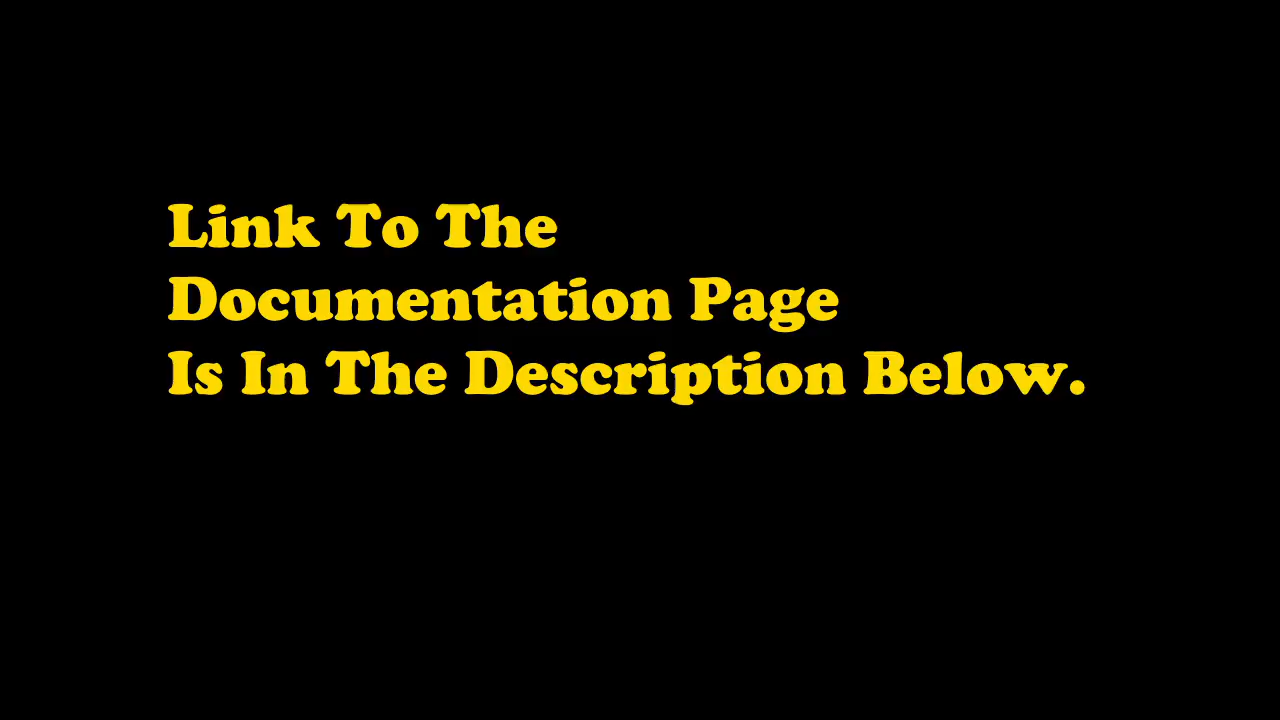 Link To The
Documentation Page
Is In The Description Below.